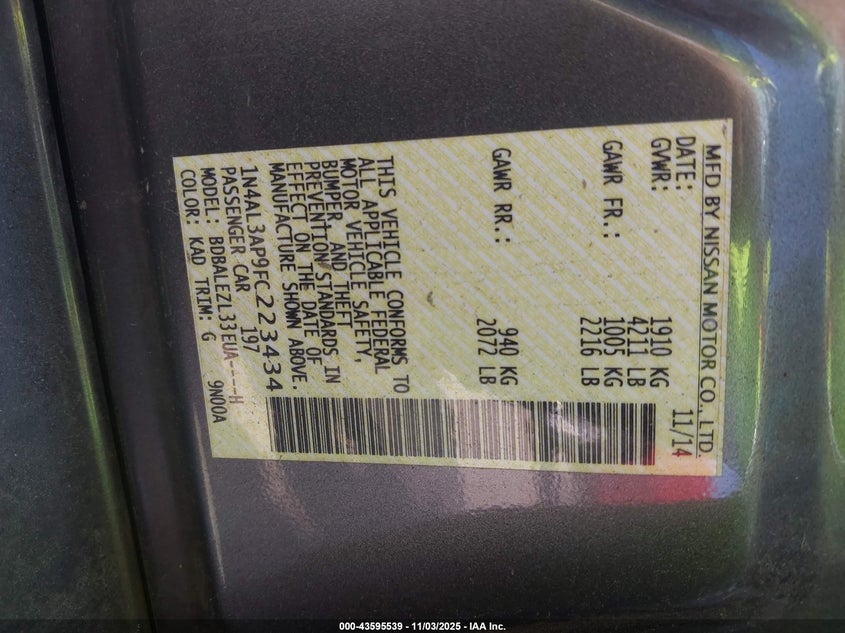 MFD BY NISSAN MOTOR CO., LTD.
DATE: 11/14
GVWR: 1910 KG
4211 LB
GAWR FR.: 1005 KG
2216 LB
GAWR RR.: 940 KG
2072 LB
THIS VEHICLE CONFORMS TO
ALL APPLICABLE FEDERAL
MOTOR VEHICLE SAFETY,
BUMPER, AND THEFT
PREVENTION STANDARDS IN
EFFECT ON THE DATE OF
MANUFACTURE SHOWN ABOVE.
1N4AL3AP9FC223434
PASSENGER CAR 197
MODEL: BDBALEZL33EUA----H
COLOR: KAD TRIM: G 9N00A
000-43595539 - 11/03/2025 - IAA Inc.